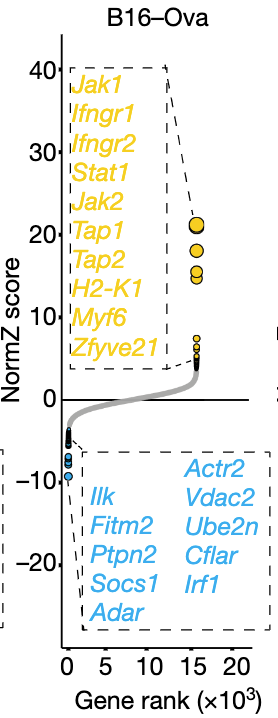 B16–Ova
NormZ score
40
30
20
10
0
−10
−20
Jak1
Ifngr1
Ifngr2
Stat1
Jak2
Tap1
Tap2
H2-K1
Myf6
Zfyve21
Ilk
Fitm2
Ptpn2
Socs1
Adar
Actr2
Vdac2
Ube2n
Cflar
Irf1
0 5 10 15 20
Gene rank (×10³)